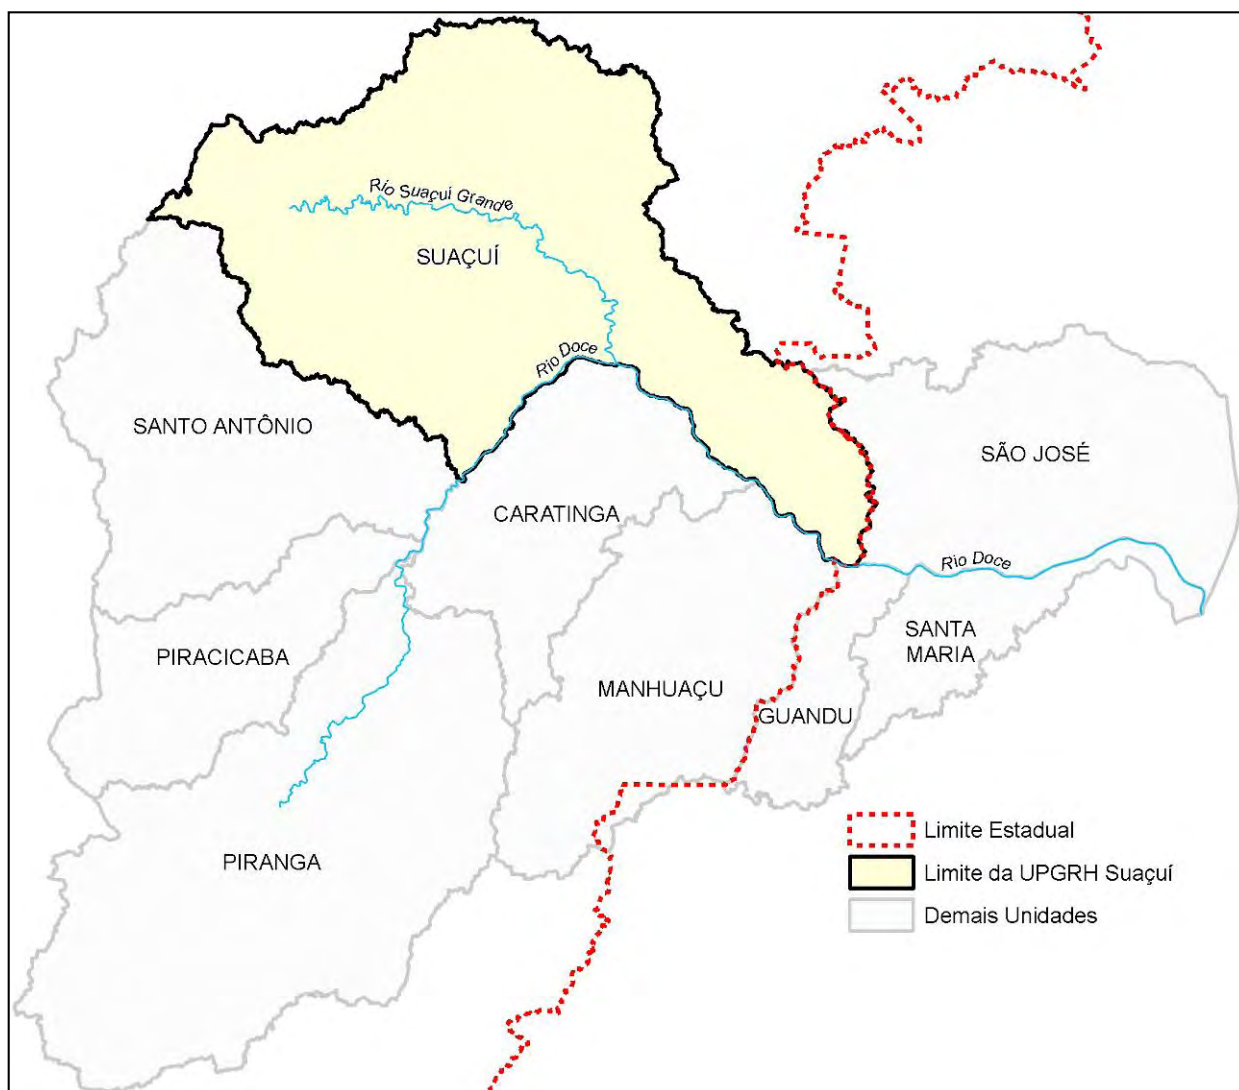 Rio Suaçuí Grande
SUAÇUÍ
Rio Doce
SANTO ANTÔNIO
SÃO JOSÉ
CARATINGA
Rio Doce
SANTA
MARIA
PIRACICABA
MANHUAÇU
GUANDU
PIRANGA
Limite Estadual
Limite da UPGRH Suaçuí
Demais Unidades